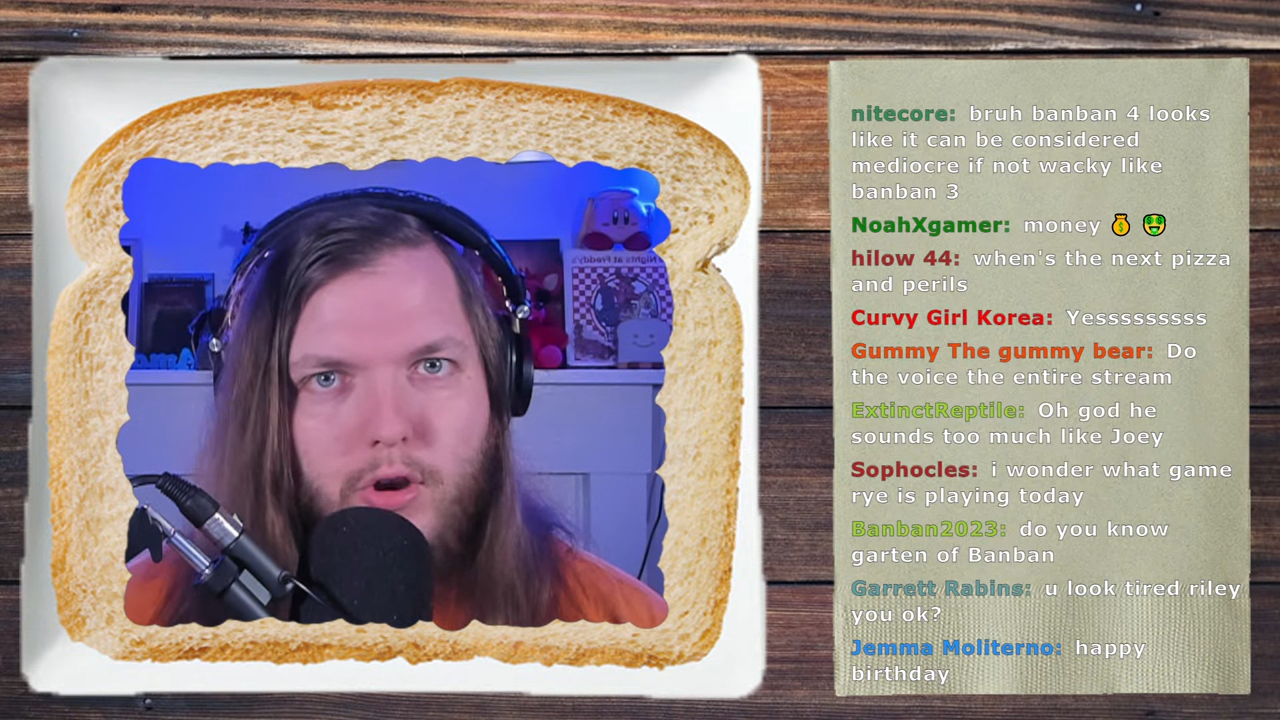 Nights at Freddy's
nitecore: bruh banban 4 looks
like it can be considered
mediocre if not wacky like
banban 3
NoahXgamer: money 💰 🤑
hilow 44: when's the next pizza
and perils
Curvy Girl Korea: Yesssssssss
Gummy The gummy bear: Do
the voice the entire stream
ExtinctReptile: Oh god he
sounds too much like Joey
Sophocles: i wonder what game
rye is playing today
Banban2023: do you know
garten of Banban
Garrett Rabins: u look tired riley
you ok?
Jemma Moliterno: happy
birthday